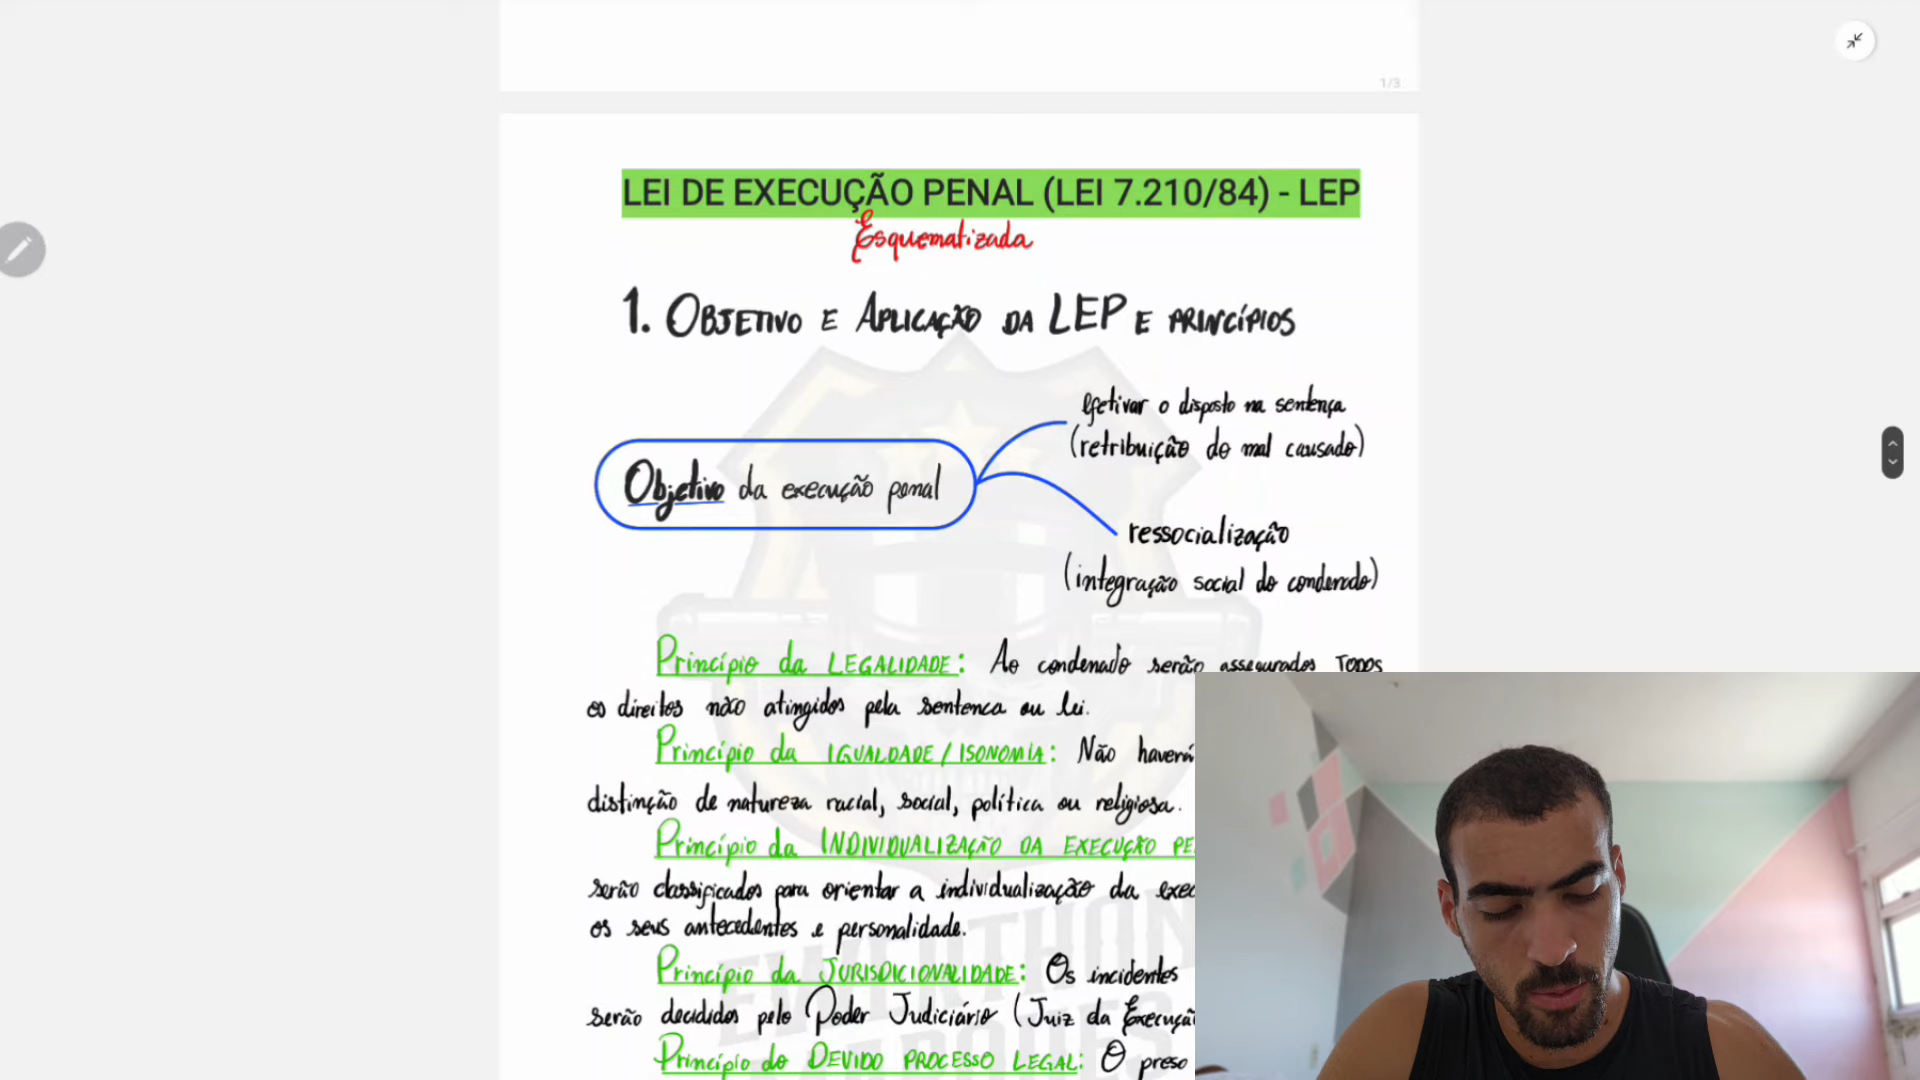 1/3
LEI DE EXECUÇÃO PENAL (LEI 7.210/84) - LEP
Esquematizada
1. OBJETIVO E APLICAÇÃO DA LEP E PRINCÍPIOS
efetivar o disposto na sentença
(retribuição do mal causado)
Objetivo da execução penal
ressocialização
(integração social do condenado)
Princípio da LEGALIDADE: Ao condenado serão assegurados TODOS
os direitos não atingidos pela sentenca ou lei.
Princípio da IGUALDADE/ISONOMIA: Não haverá
distinção de natureza racial, social, política ou religiosa.
Princípio da INDIVIDUALIZAÇÃO DA EXECUÇÃO PE
serão classificados para orientar a individualização da exec
os seus antecedentes e personalidade.
Princípio da JURISDICIONALIDADE: Os incidentes
serão decididos pelo Poder Judiciário (Juiz da Execuçã
Princípio do DEVIDO PROCESSO LEGAL: O preso